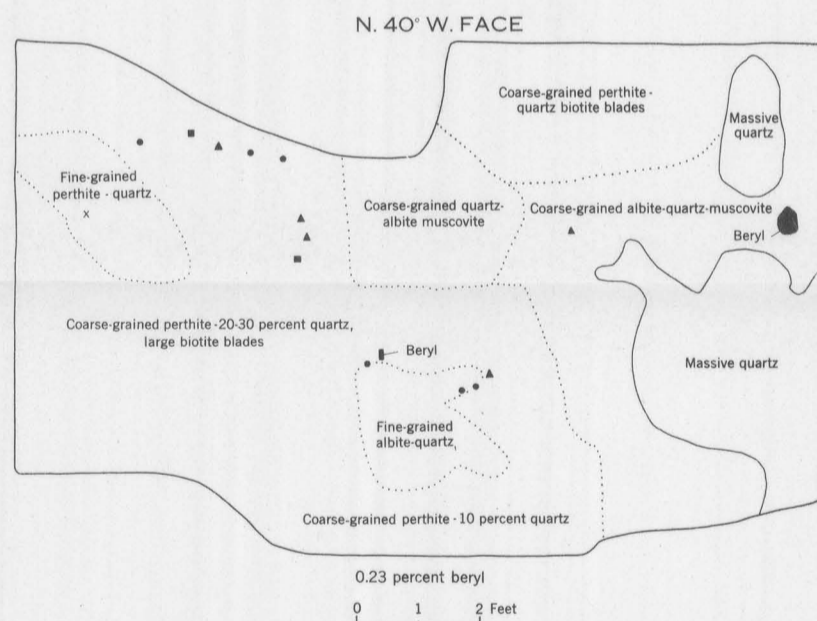 N. 40° W. FACE
Coarse-grained perthite-
quartz biotite blades
Massive
quartz
Fine-grained
perthite - quartz
x
Coarse-grained quartz-
albite muscovite
Coarse-grained albite-quartz-muscovite
Beryl
Coarse-grained perthite-20-30 percent quartz,
large biotite blades
Beryl
Massive quartz
Fine-grained
albite-quartz
Coarse-grained perthite-10 percent quartz
0.23 percent beryl
0 1 2 Feet